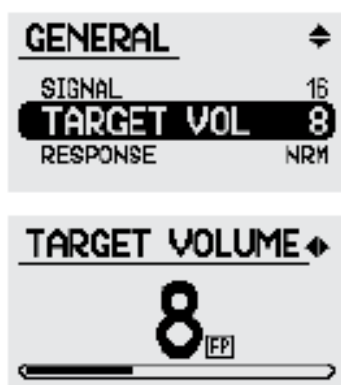 GENERAL
SIGNAL 16
TARGET VOL 8
RESPONSE NRM
TARGET VOLUME
8 FP